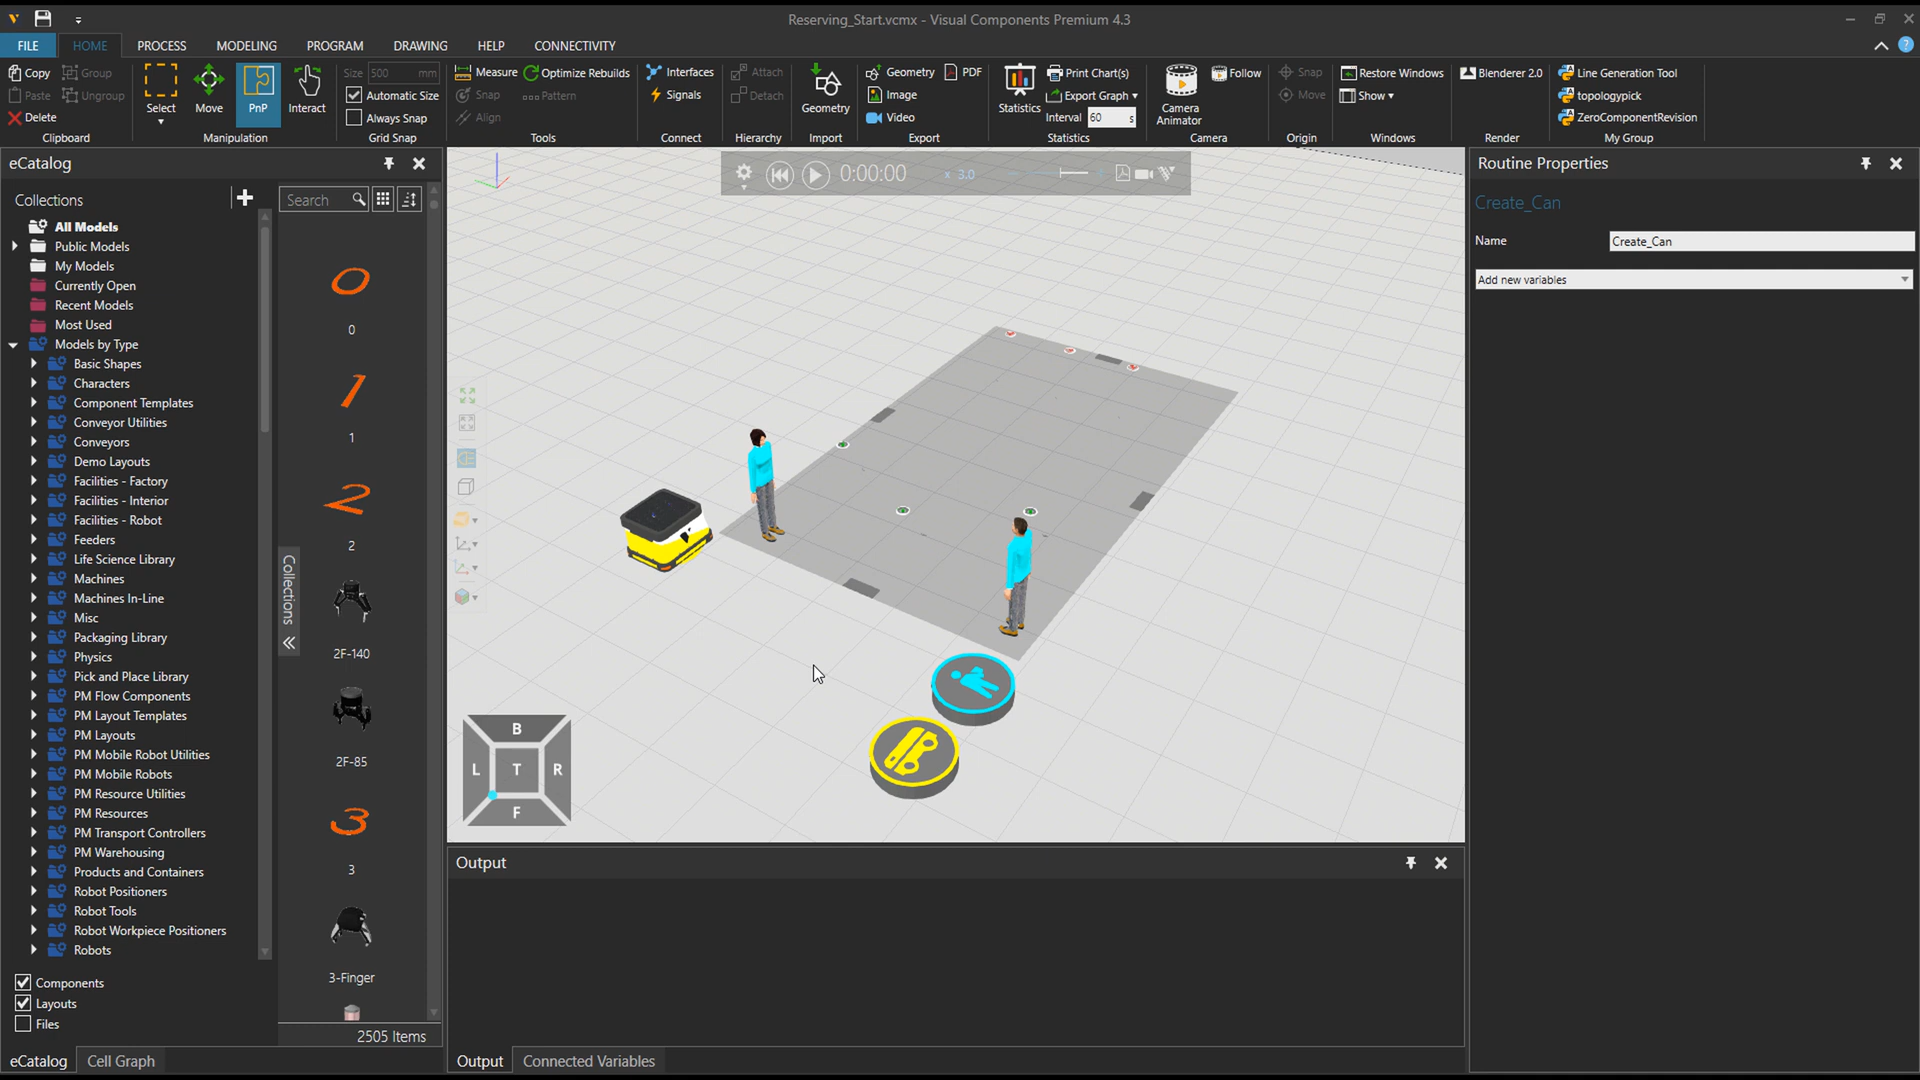 Reserving_Start.vcmx - Visual Components Premium 4.3
FILE HOME PROCESS MODELING PROGRAM DRAWING HELP CONNECTIVITY
Copy Group
Paste Ungroup
Delete
Clipboard
Select Move PnP Interact
Manipulation
Size 500 mm
Automatic Size
Always Snap
Grid Snap
Measure Optimize Rebuilds
Snap Pattern
Align
Tools
Interfaces
Signals
Connect
Attach
Detach
Hierarchy
Geometry
Import
Geometry PDF
Image
Video
Export
Statistics
Print Chart(s)
Export Graph
Interval 60 s
Statistics
Camera Animator
Follow
Camera
Snap
Move
Origin
Restore Windows
Show
Windows
Blenderer 2.0
Render
Line Generation Tool
topologypick
ZeroComponentRevision
My Group
eCatalog
Collections
All Models
Public Models
My Models
Currently Open
Recent Models
Most Used
Models by Type
Basic Shapes
Characters
Component Templates
Conveyor Utilities
Conveyors
Demo Layouts
Facilities - Factory
Facilities - Interior
Facilities - Robot
Feeders
Life Science Library
Machines
Machines In-Line
Misc
Packaging Library
Physics
Pick and Place Library
PM Flow Components
PM Layout Templates
PM Layouts
PM Mobile Robot Utilities
PM Mobile Robots
PM Resource Utilities
PM Resources
PM Transport Controllers
PM Warehousing
Products and Containers
Robot Positioners
Robot Tools
Robot Workpiece Positioners
Robots
Components
Layouts
Files
eCatalog Cell Graph
Search
0
0
1
1
2
2
2F-140
2F-85
3
3
3-Finger
2505 Items
Collections
0:00:00 x 3.0
B
L T R
F
Output
Output Connected Variables
Routine Properties
Create_Can
Name Create_Can
Add new variables